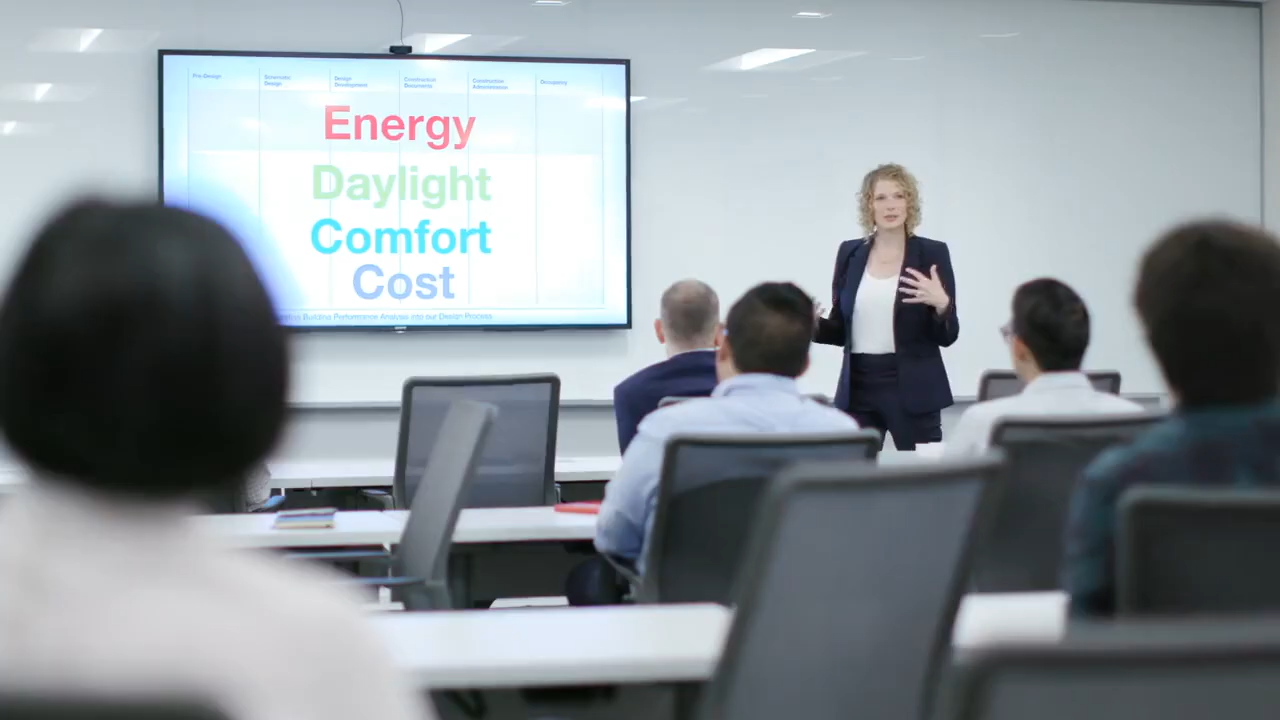 Pre-Design
Schematic
Design
Design
Development
Construction
Documents
Construction
Administration
Occupancy
Energy
Daylight
Comfort
Cost
Building Performance Analysis into our Design Process